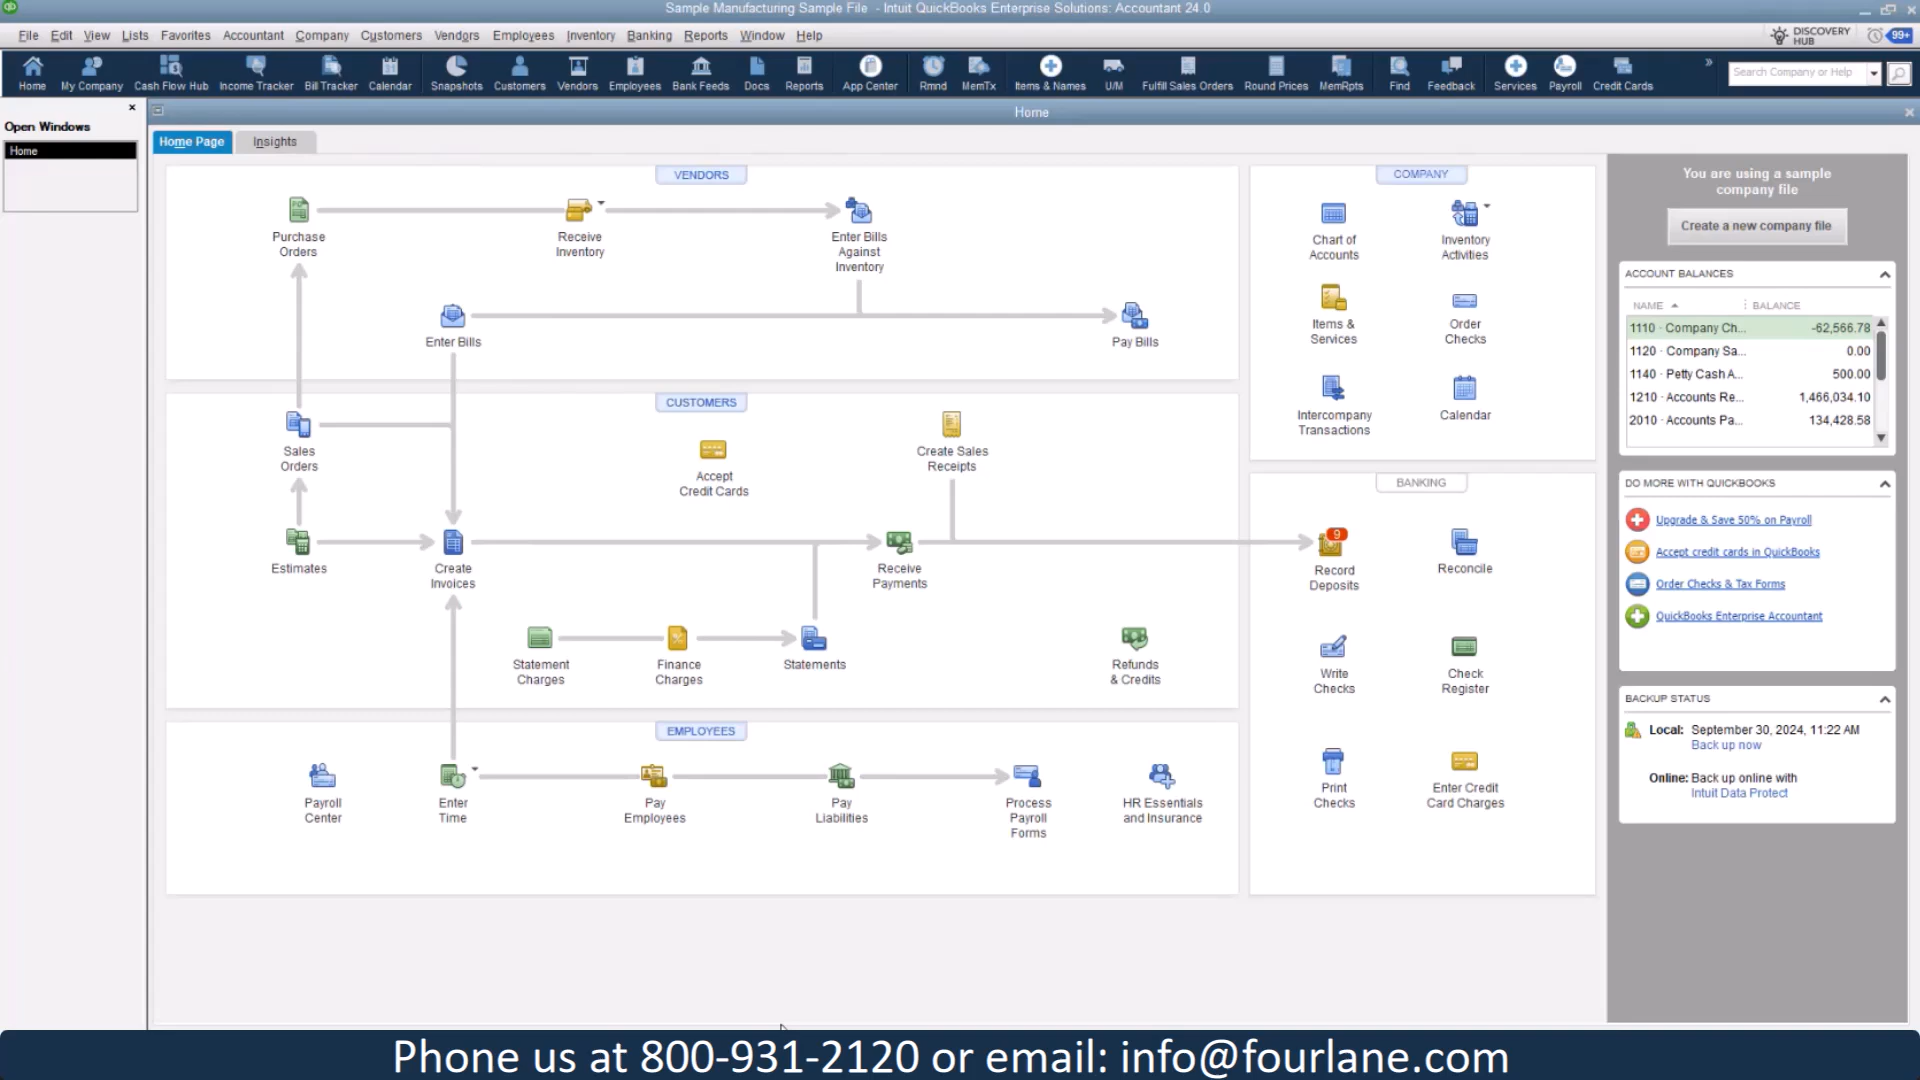 Sample Manufacturing Sample File - Intuit QuickBooks Enterprise Solutions: Accountant 24.0
File Edit View Lists Favorites Accountant Company Customers Vendors Employees Inventory Banking Reports Window Help
DISCOVERY
HUB
99+
Home My Company Cash Flow Hub Income Tracker Bill Tracker Calendar Snapshots Customers Vendors Employees Bank Feeds Docs Reports App Center Rmnd MemTx Items & Names U/M Fulfill Sales Orders Round Prices MemRpts Find Feedback Services Payroll Credit Cards
Search Company or Help
Open Windows
Home
Home
Home Page
Insights
VENDORS
Purchase
Orders
Receive
Inventory
Enter Bills
Against
Inventory
Enter Bills
Pay Bills
CUSTOMERS
Sales
Orders
Accept
Credit Cards
Create Sales
Receipts
Estimates
Create
Invoices
Receive
Payments
Statement
Charges
Finance
Charges
Statements
Refunds
& Credits
EMPLOYEES
Payroll
Center
Enter
Time
Pay
Employees
Pay
Liabilities
Process
Payroll
Forms
HR Essentials
and Insurance
COMPANY
Chart of
Accounts
Inventory
Activities
Items &
Services
Order
Checks
Intercompany
Transactions
Calendar
BANKING
9
Record
Deposits
Reconcile
Write
Checks
Check
Register
Print
Checks
Enter Credit
Card Charges
You are using a sample
company file
Create a new company file
ACCOUNT BALANCES
NAME BALANCE
1110 · Company Ch... -62,566.78
1120 · Company Sa... 0.00
1140 · Petty Cash A... 500.00
1210 · Accounts Re... 1,466,034.10
2010 · Accounts Pa... 134,428.58
DO MORE WITH QUICKBOOKS
Upgrade & Save 50% on Payroll
Accept credit cards in QuickBooks
Order Checks & Tax Forms
QuickBooks Enterprise Accountant
BACKUP STATUS
Local: September 30, 2024, 11:22 AM
Back up now
Online: Back up online with
Intuit Data Protect
Phone us at 800-931-2120 or email: info@fourlane.com